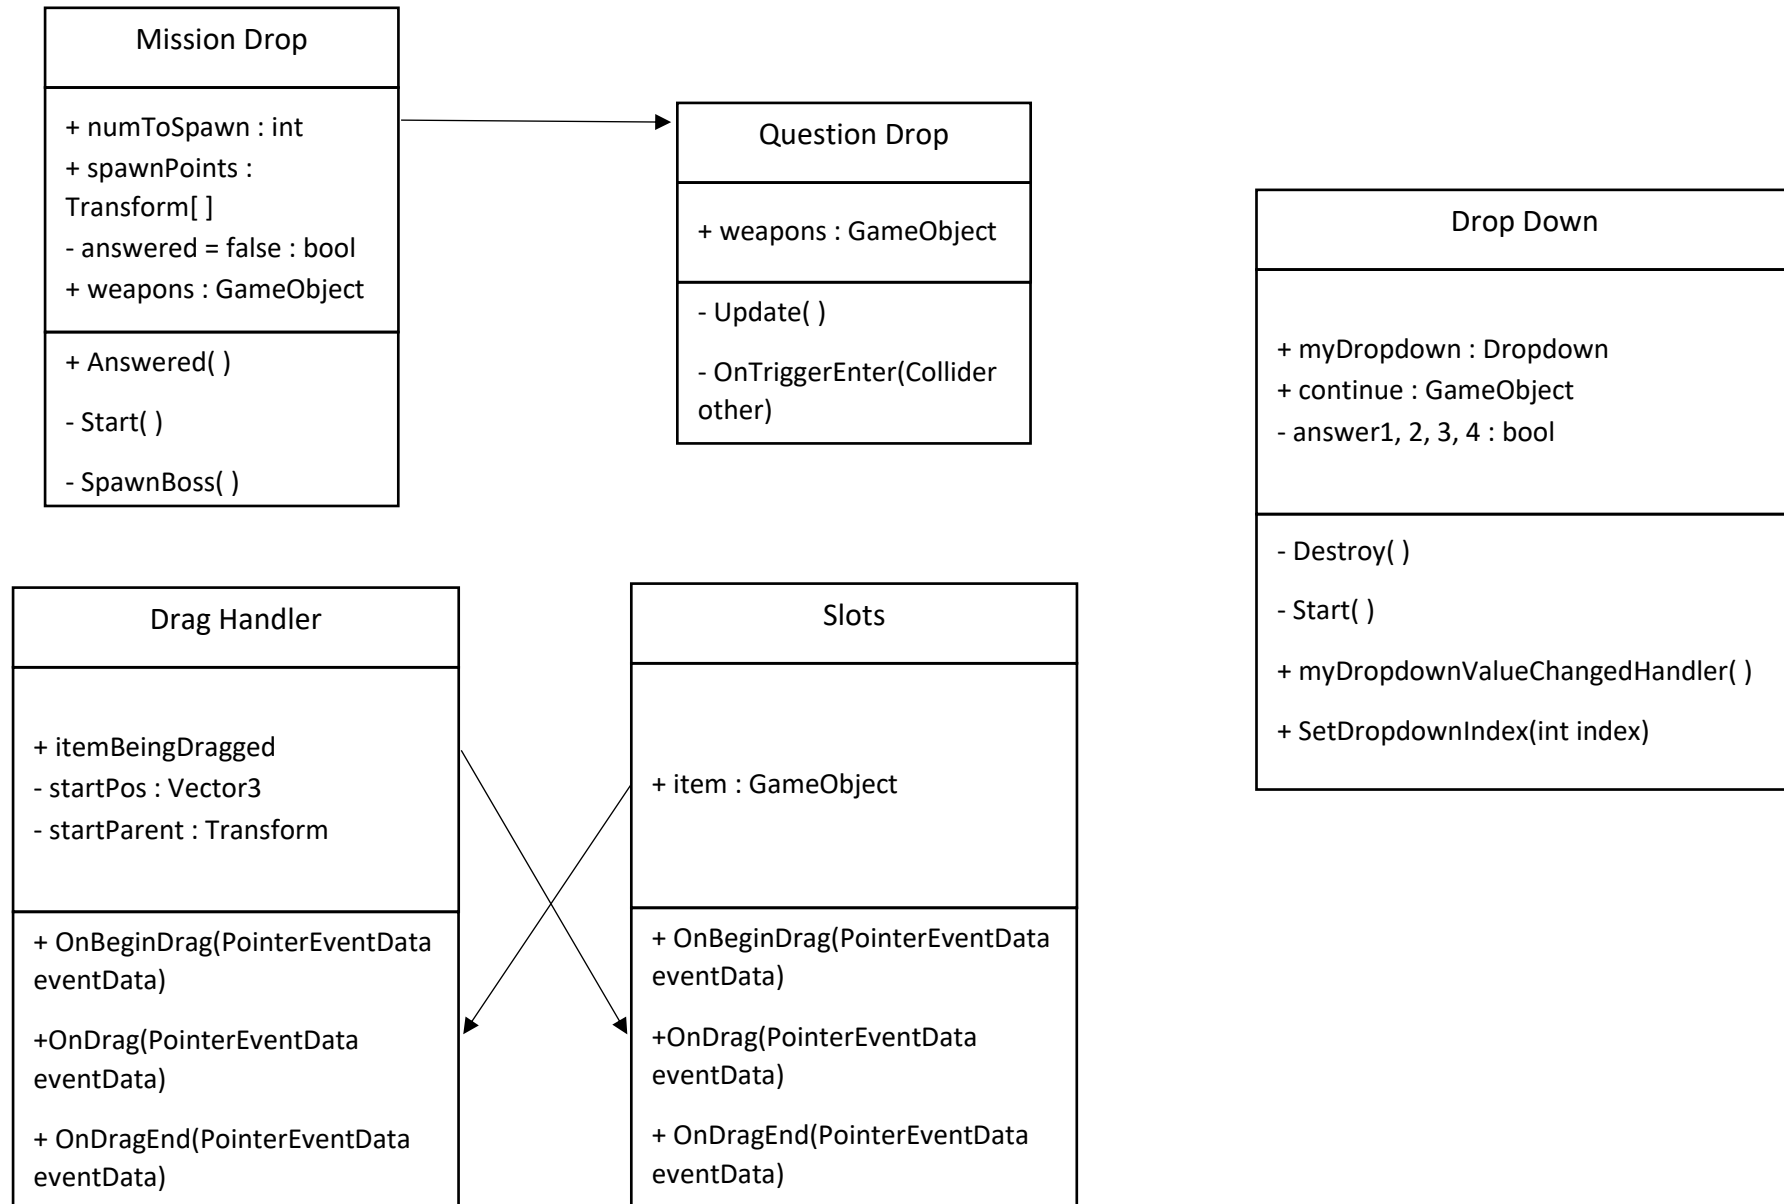 Mission Drop
+ numToSpawn : int
+ spawnPoints :
Transform[ ]
- answered = false : bool
+ weapons : GameObject
+ Answered( )
- Start( )
- SpawnBoss( )
Question Drop
+ weapons : GameObject
- Update( )
- OnTriggerEnter(Collider
other)
Drop Down
+ myDropdown : Dropdown
+ continue : GameObject
- answer1, 2, 3, 4 : bool
- Destroy( )
- Start( )
+ myDropdownValueChangedHandler( )
+ SetDropdownIndex(int index)
Drag Handler
+ itemBeingDragged
- startPos : Vector3
- startParent : Transform
+ OnBeginDrag(PointerEventData
eventData)
+OnDrag(PointerEventData
eventData)
+ OnDragEnd(PointerEventData
eventData)
Slots
+ item : GameObject
+ OnBeginDrag(PointerEventData
eventData)
+OnDrag(PointerEventData
eventData)
+ OnDragEnd(PointerEventData
eventData)